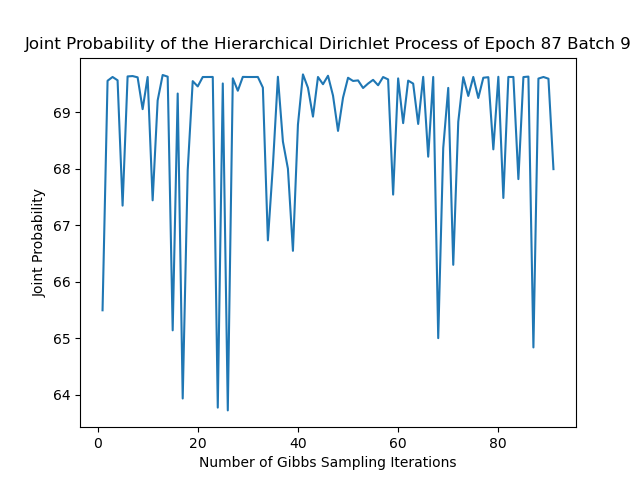 Joint Probability of the Hierarchical Dirichlet Process of Epoch 87 Batch 9
69
68
67
66
65
64
Joint Probability
0 20 40 60 80
Number of Gibbs Sampling Iterations